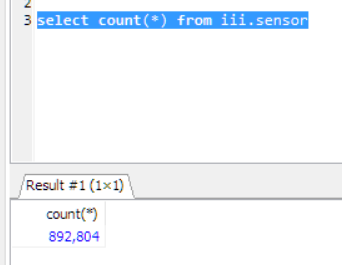 2
3 select count(*) from iii.sensor
Result #1 (1×1)
count(*)
892,804